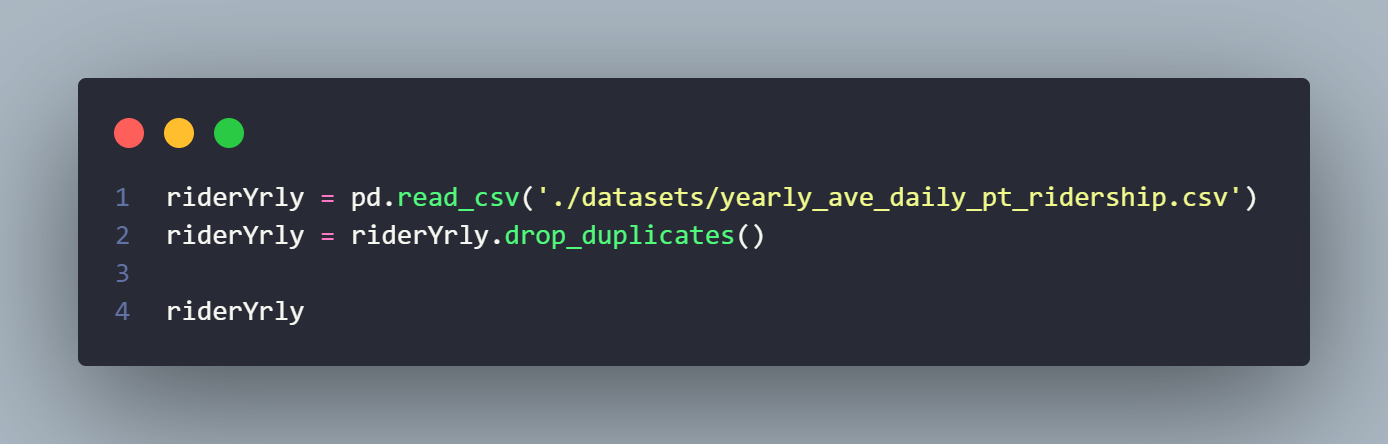 1 riderYrly = pd.read_csv('./datasets/yearly_ave_daily_pt_ridership.csv')
2 riderYrly = riderYrly.drop_duplicates()
3
4 riderYrly